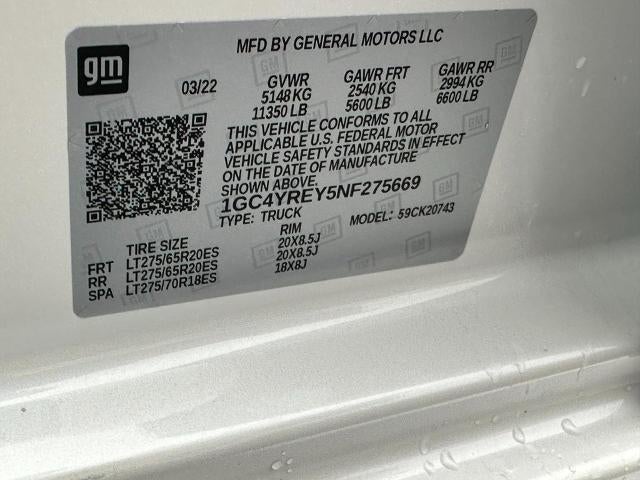 gm
MFD BY GENERAL MOTORS LLC
03/22 GVWR GAWR FRT GAWR RR
5148 KG 2540 KG 2994 KG
11350 LB 5600 LB 6600 LB
THIS VEHICLE CONFORMS TO ALL
APPLICABLE U.S. FEDERAL MOTOR
VEHICLE SAFETY STANDARDS IN EFFECT
ON THE DATE OF MANUFACTURE
SHOWN ABOVE.
1GC4YREY5NF275669
TYPE: TRUCK MODEL: 59CK20743
TIRE SIZE RIM
FRT LT275/65R20ES 20X8.5J
RR LT275/65R20ES 20X8.5J
SPA LT275/70R18ES 18X8J